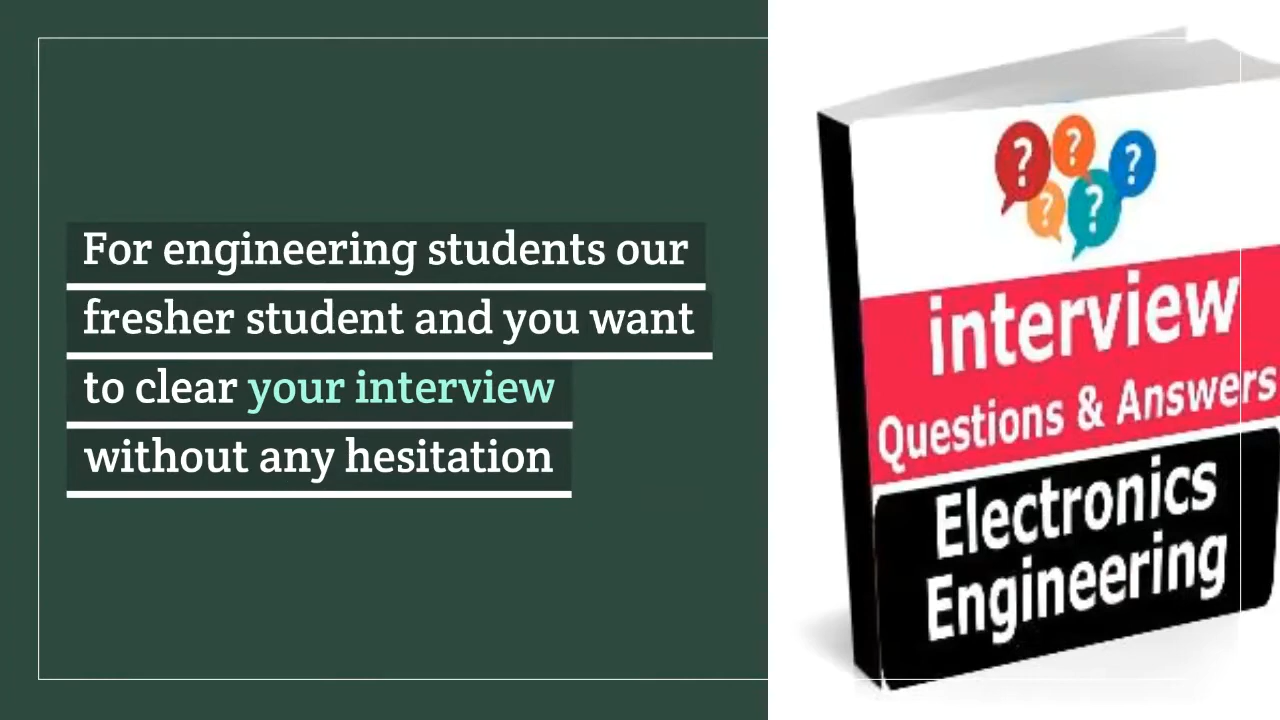 For engineering students our
fresher student and you want
to clear your interview
without any hesitation
? ? ? ? ?
interview
Questions & Answers
Electronics
Engineering